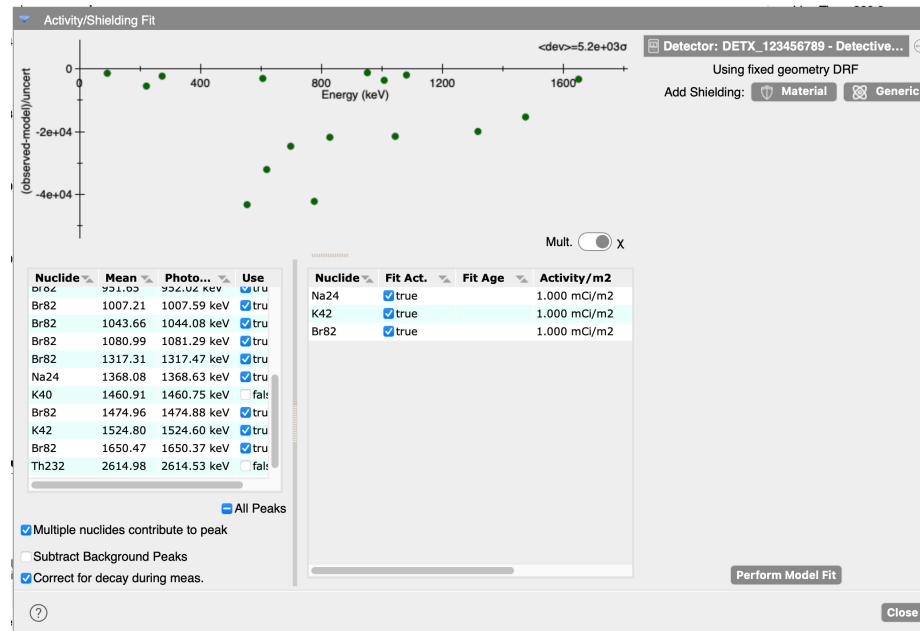 Activity/Shielding Fit
<dev>=5.2e+03σ
Detector: DETX_123456789 - Detective...
Using fixed geometry DRF
Add Shielding: Material Generic
0
0 400 800 1200 1600
Energy (keV)
-2e+04
-4e+04
(observed-model)/uncert
Mult. χ
Nuclide Mean Photo... Use
Br82 951.65 952.02 keV tru
Br82 1007.21 1007.59 keV tru
Br82 1043.66 1044.08 keV tru
Br82 1080.99 1081.29 keV tru
Br82 1317.31 1317.47 keV tru
Na24 1368.08 1368.63 keV tru
K40 1460.91 1460.75 keV fals
Br82 1474.96 1474.88 keV tru
K42 1524.80 1524.60 keV tru
Br82 1650.47 1650.37 keV tru
Th232 2614.98 2614.53 keV fals
Nuclide Fit Act. Fit Age Activity/m2
Na24 true 1.000 mCi/m2
K42 true 1.000 mCi/m2
Br82 true 1.000 mCi/m2
All Peaks
Multiple nuclides contribute to peak
Subtract Background Peaks
Correct for decay during meas.
Perform Model Fit
?
Close